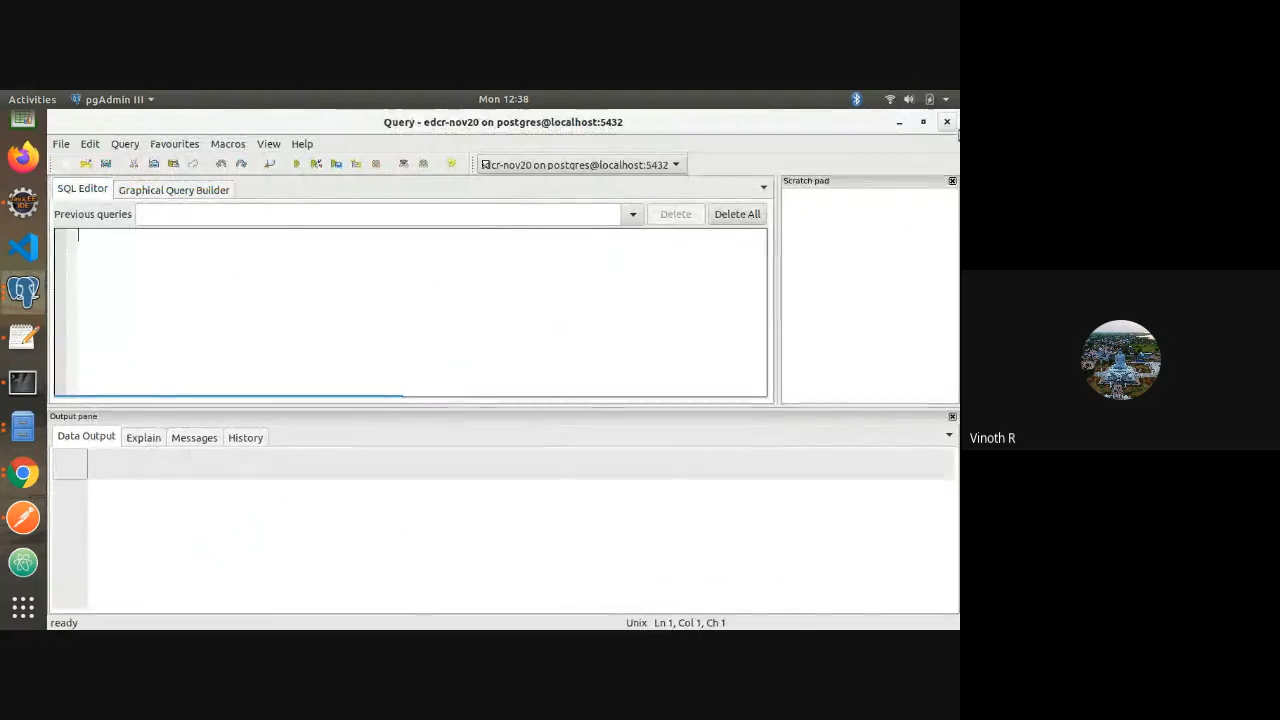 Activities pgAdmin III Mon 12:38
Query - edcr-nov20 on postgres@localhost:5432
File Edit Query Favourites Macros View Help
edcr-nov20 on postgres@localhost:5432
SQL Editor Graphical Query Builder
Scratch pad
Previous queries Delete Delete All
Output pane
Data Output Explain Messages History
ready Unix Ln 1, Col 1, Ch 1
Vinoth R